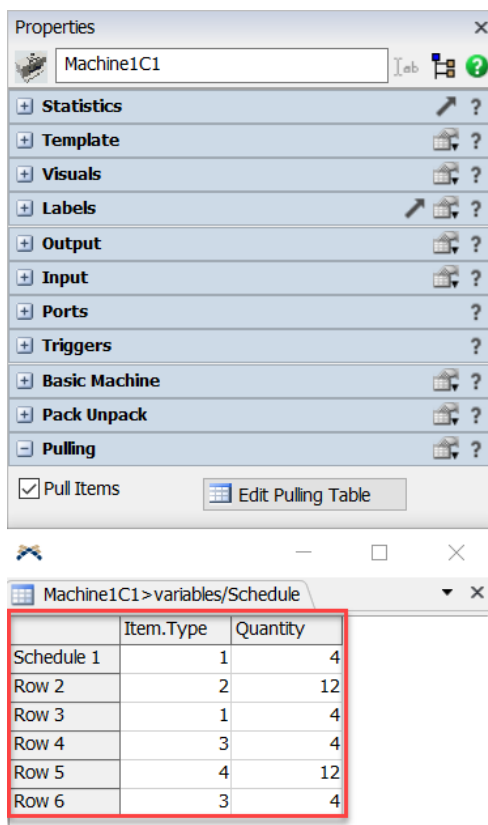 Properties
Machine1C1
Statistics ?
Template ?
Visuals ?
Labels ?
Output ?
Input ?
Ports ?
Triggers ?
Basic Machine ?
Pack Unpack ?
Pulling ?
Pull Items Edit Pulling Table
Machine1C1>variables/Schedule
Item.Type Quantity
Schedule 1 1 4
Row 2 2 12
Row 3 1 4
Row 4 3 4
Row 5 4 12
Row 6 3 4